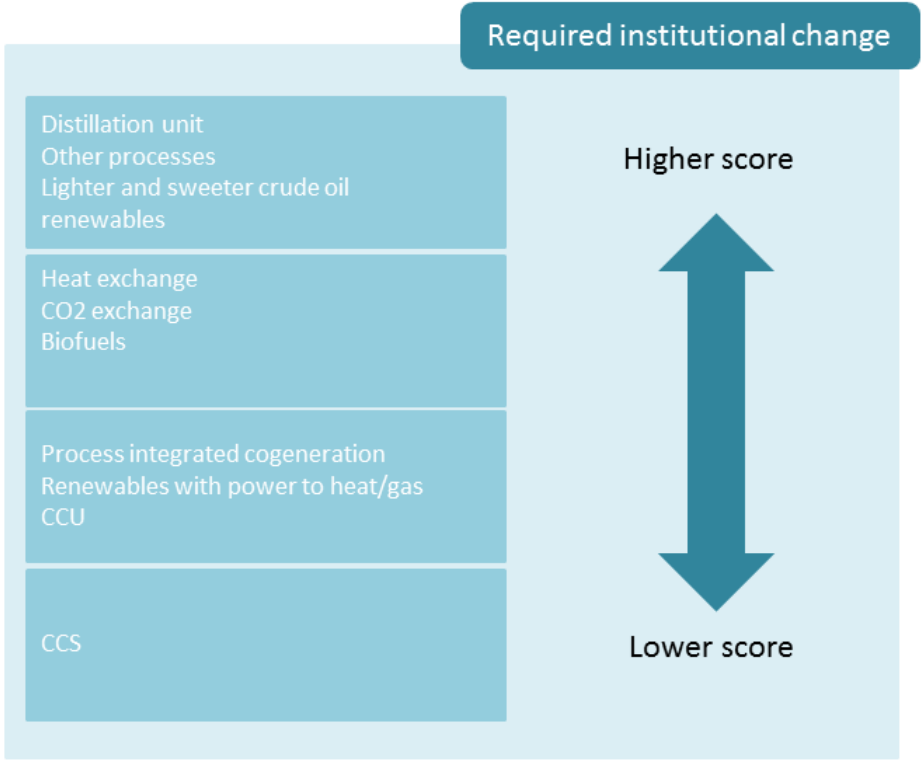 Required institutional change
Distillation unit
Other processes
Lighter and sweeter crude oil
renewables
Higher score
Heat exchange
CO2 exchange
Biofuels
Process integrated cogeneration
Renewables with power to heat/gas
CCU
CCS
Lower score